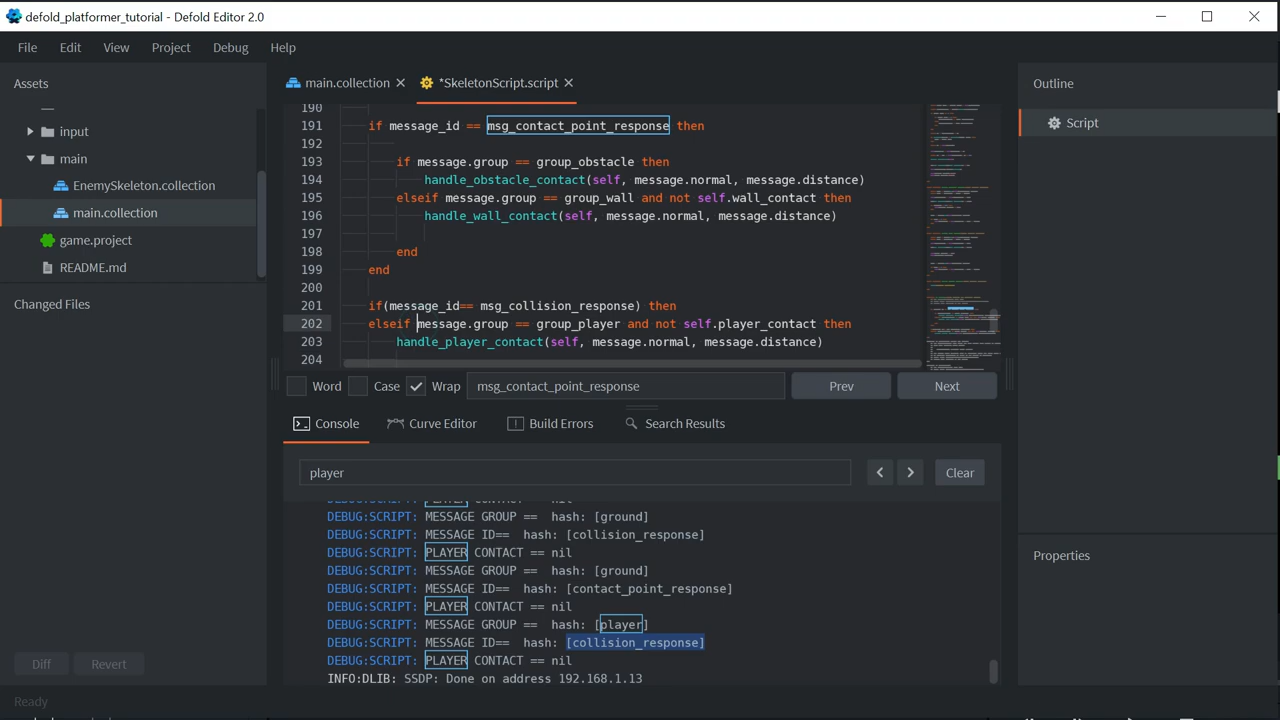 defold_platformer_tutorial - Defold Editor 2.0
File Edit View Project Debug Help
Assets
input
main
EnemySkeleton.collection
main.collection
game.project
README.md
Changed Files
Diff Revert
Ready
main.collection *SkeletonScript.script
190
191 if message_id == msg_contact_point_response then
192
193 if message.group == group_obstacle then
194 handle_obstacle_contact(self, message.normal, message.distance)
195 elseif message.group == group_wall and not self.wall_contact then
196 handle_wall_contact(self, message.normal, message.distance)
197
198 end
199 end
200
201 if(message_id== msg_collision_response) then
202 elseif message.group == group_player and not self.player_contact then
203 handle_player_contact(self, message.normal, message.distance)
204
Word Case Wrap msg_contact_point_response Prev Next
Console Curve Editor Build Errors Search Results
player Clear
DEBUG:SCRIPT: PLAYER CONTACT == nil
DEBUG:SCRIPT: MESSAGE GROUP == hash: [ground]
DEBUG:SCRIPT: MESSAGE ID== hash: [collision_response]
DEBUG:SCRIPT: PLAYER CONTACT == nil
DEBUG:SCRIPT: MESSAGE GROUP == hash: [ground]
DEBUG:SCRIPT: MESSAGE ID== hash: [contact_point_response]
DEBUG:SCRIPT: PLAYER CONTACT == nil
DEBUG:SCRIPT: MESSAGE GROUP == hash: [player]
DEBUG:SCRIPT: MESSAGE ID== hash: [collision_response]
DEBUG:SCRIPT: PLAYER CONTACT == nil
INFO:DLIB: SSDP: Done on address 192.168.1.13
Outline
Script
Properties